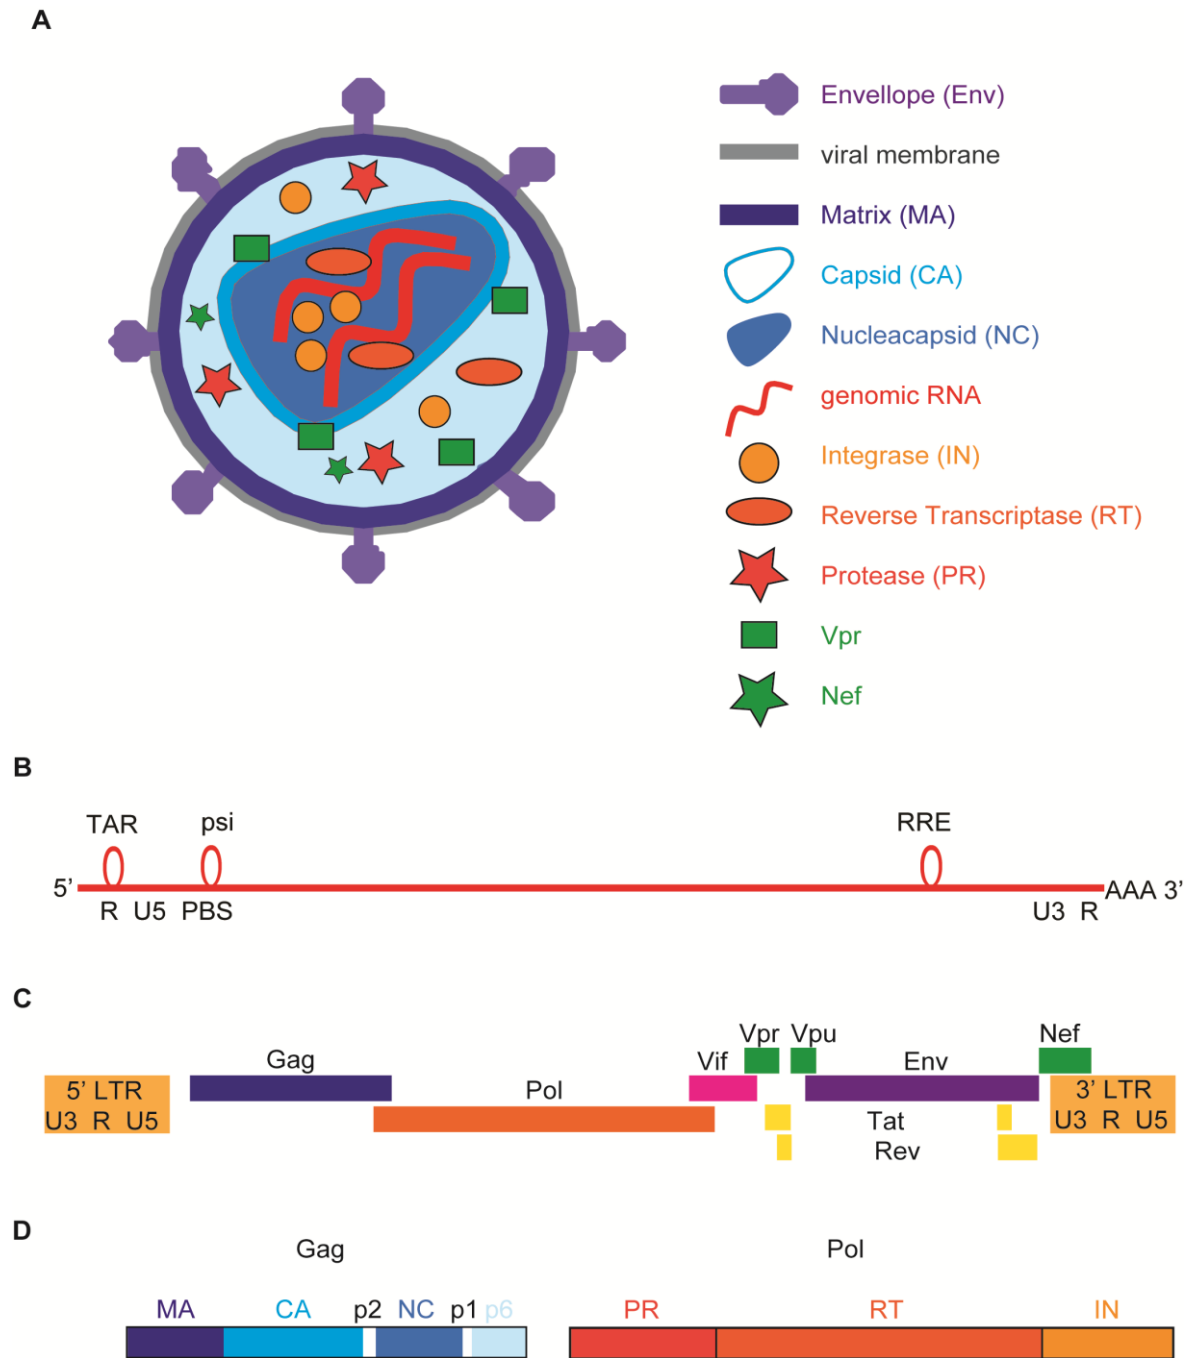 A
Envellope (Env)
viral membrane
Matrix (MA)
Capsid (CA)
Nucleacapsid (NC)
genomic RNA
Integrase (IN)
Reverse Transcriptase (RT)
Protease (PR)
Vpr
Nef
B
TAR psi RRE
5' AAA 3'
R U5 PBS U3 R
C
Vpr Vpu Nef
Gag Vif Env
5' LTR Pol 3' LTR
U3 R U5 Tat U3 R U5
Rev
D
Gag Pol
MA CA p2 NC p1 p6 PR RT IN